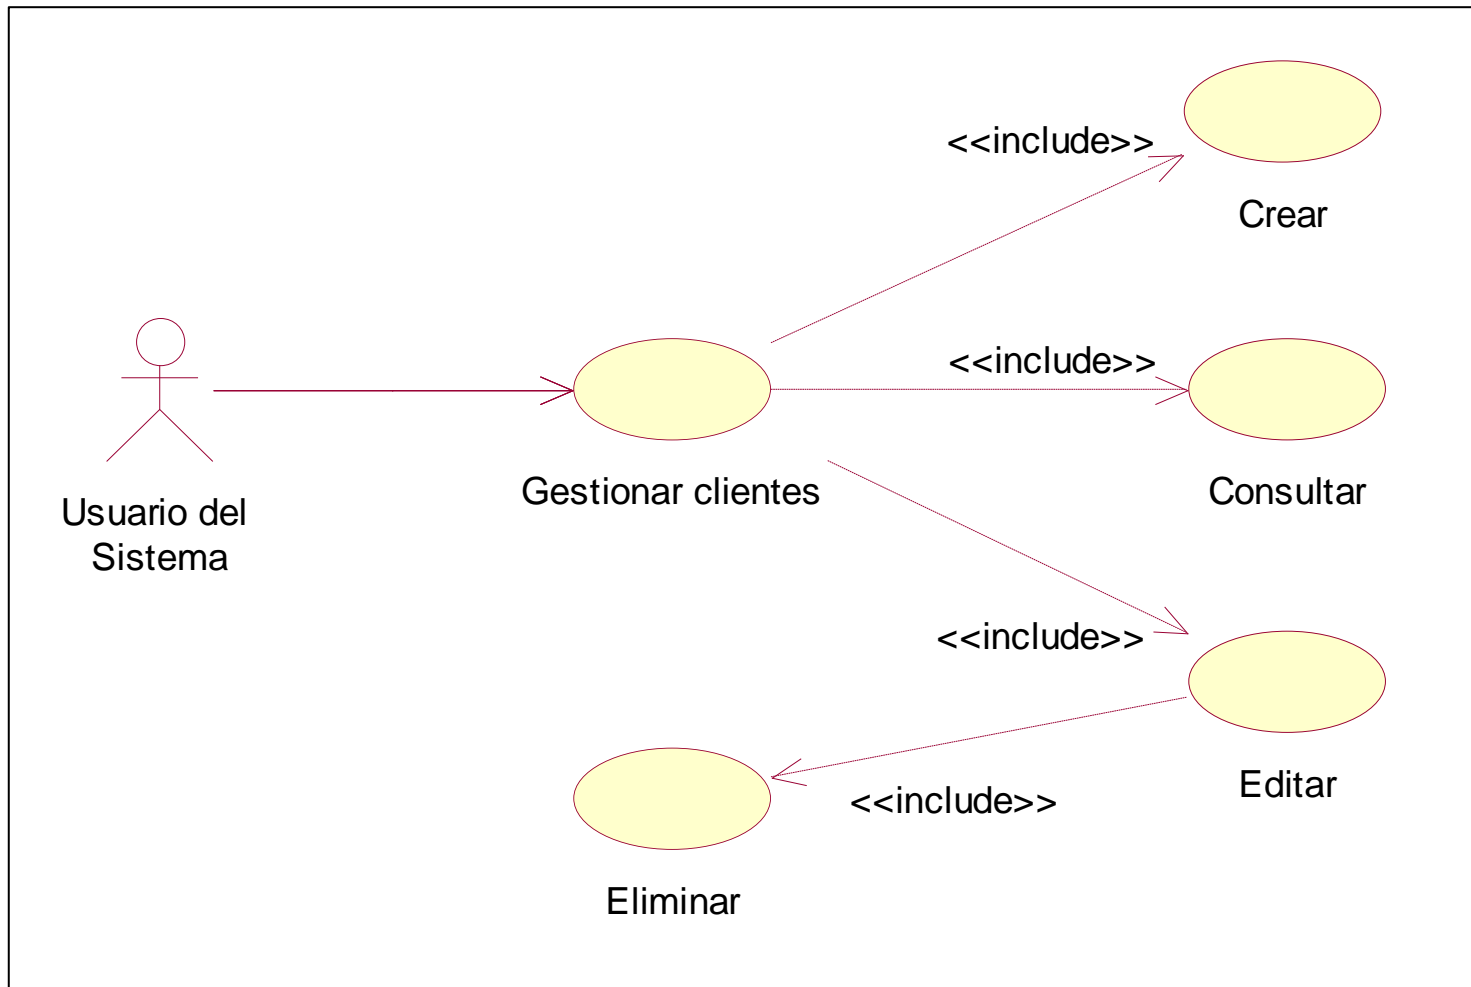 <<include>>
Crear
<<include>>
Gestionar clientes
Consultar
Usuario del
Sistema
<<include>>
Editar
<<include>>
Eliminar